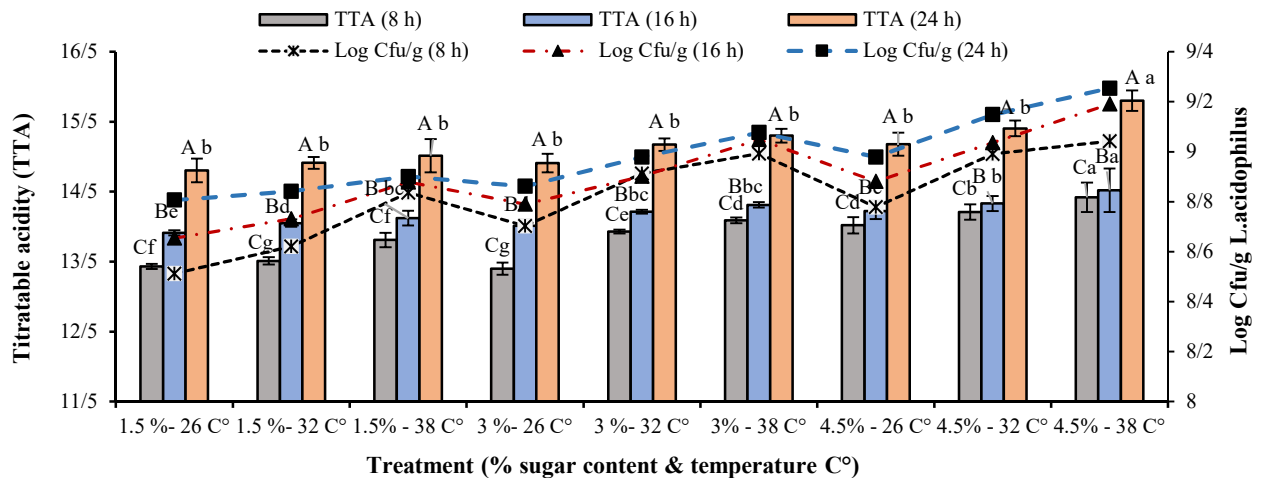 TTA (8 h) TTA (16 h) TTA (24 h)
Log Cfu/g (8 h) Log Cfu/g (16 h) Log Cfu/g (24 h)
Titratable acidity (TTA)
16/5
15/5
14/5
13/5
12/5
11/5
Log Cfu/g L.acidophilus
9/4
9/2
9
8/8
8/6
8/4
8/2
8
Cf Be A b
Cg Bd A b
Cf Bbc A b
Cg A b
Ce Bbc A b
Cd Bbc A b
Cd A b
Cb B b A b
Ca Ba A a
1.5 %- 26 C° 1.5 %- 32 C° 1.5% - 38 C° 3 %- 26 C° 3 %- 32 C° 3% - 38 C° 4.5% - 26 C° 4.5% - 32 C° 4.5% - 38 C°
Treatment (% sugar content & temperature C°)